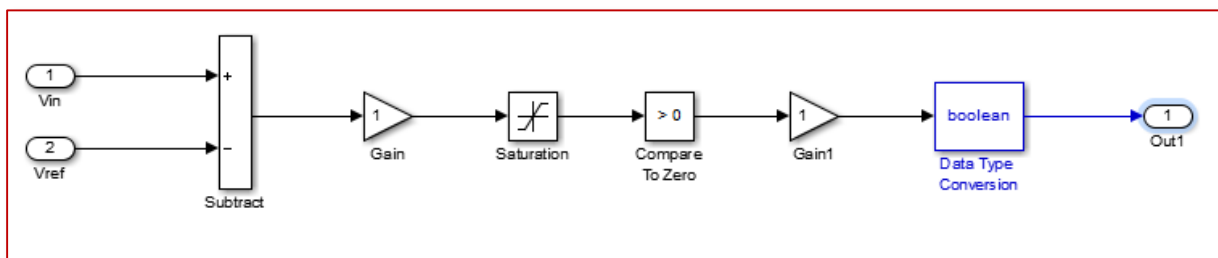 1
Vin
2
Vref
+
−
Subtract
1
Gain
Saturation
> 0
Compare
To Zero
1
Gain1
boolean
Data Type
Conversion
1
Out1